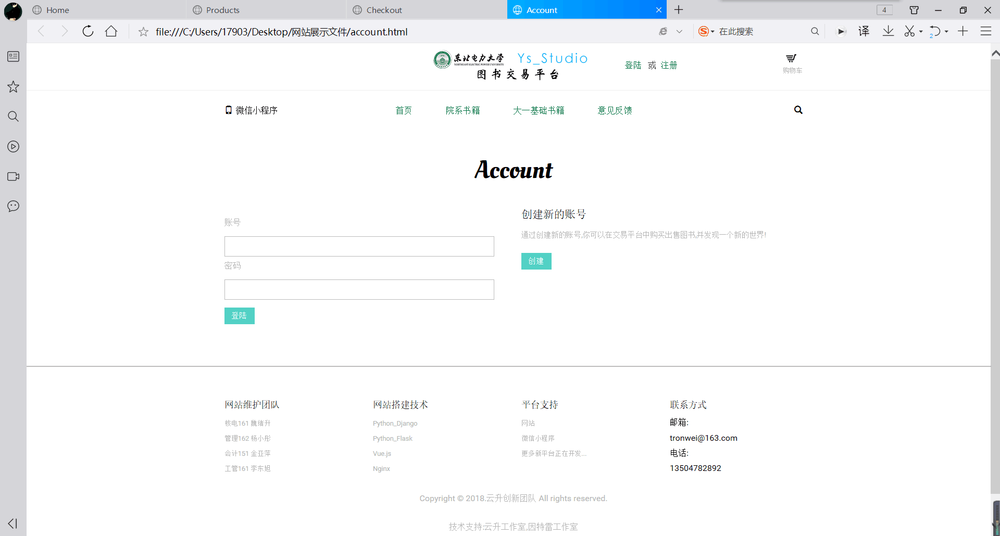 Home
Products
Checkout
Account
4
file:///C:/Users/17903/Desktop/网站展示文件/account.html
在此搜索
译
2
东北电力大学 Ys_Studio
NORTHEAST ELECTRIC POWER UNIVERSITY
图书交易平台
登陆 或 注册
购物车
微信小程序
首页
院系书籍
大一基础书籍
意见反馈
Account
账号
密码
登陆
创建新的账号
通过创建新的账号,你可以在交易平台中购买出售图书,并发现一个新的世界!
创建
网站维护团队
核电161 魏绪升
管理162 杨小彤
会计151 金亚萍
工管161 李东旭
网站搭建技术
Python_Django
Python_Flask
Vue.js
Nginx
平台支持
网站
微信小程序
更多新平台正在开发...
联系方式
邮箱:
tronwei@163.com
电话:
13504782892
Copyright © 2018.云升创新团队 All rights reserved.
技术支持:云升工作室,因特雷工作室